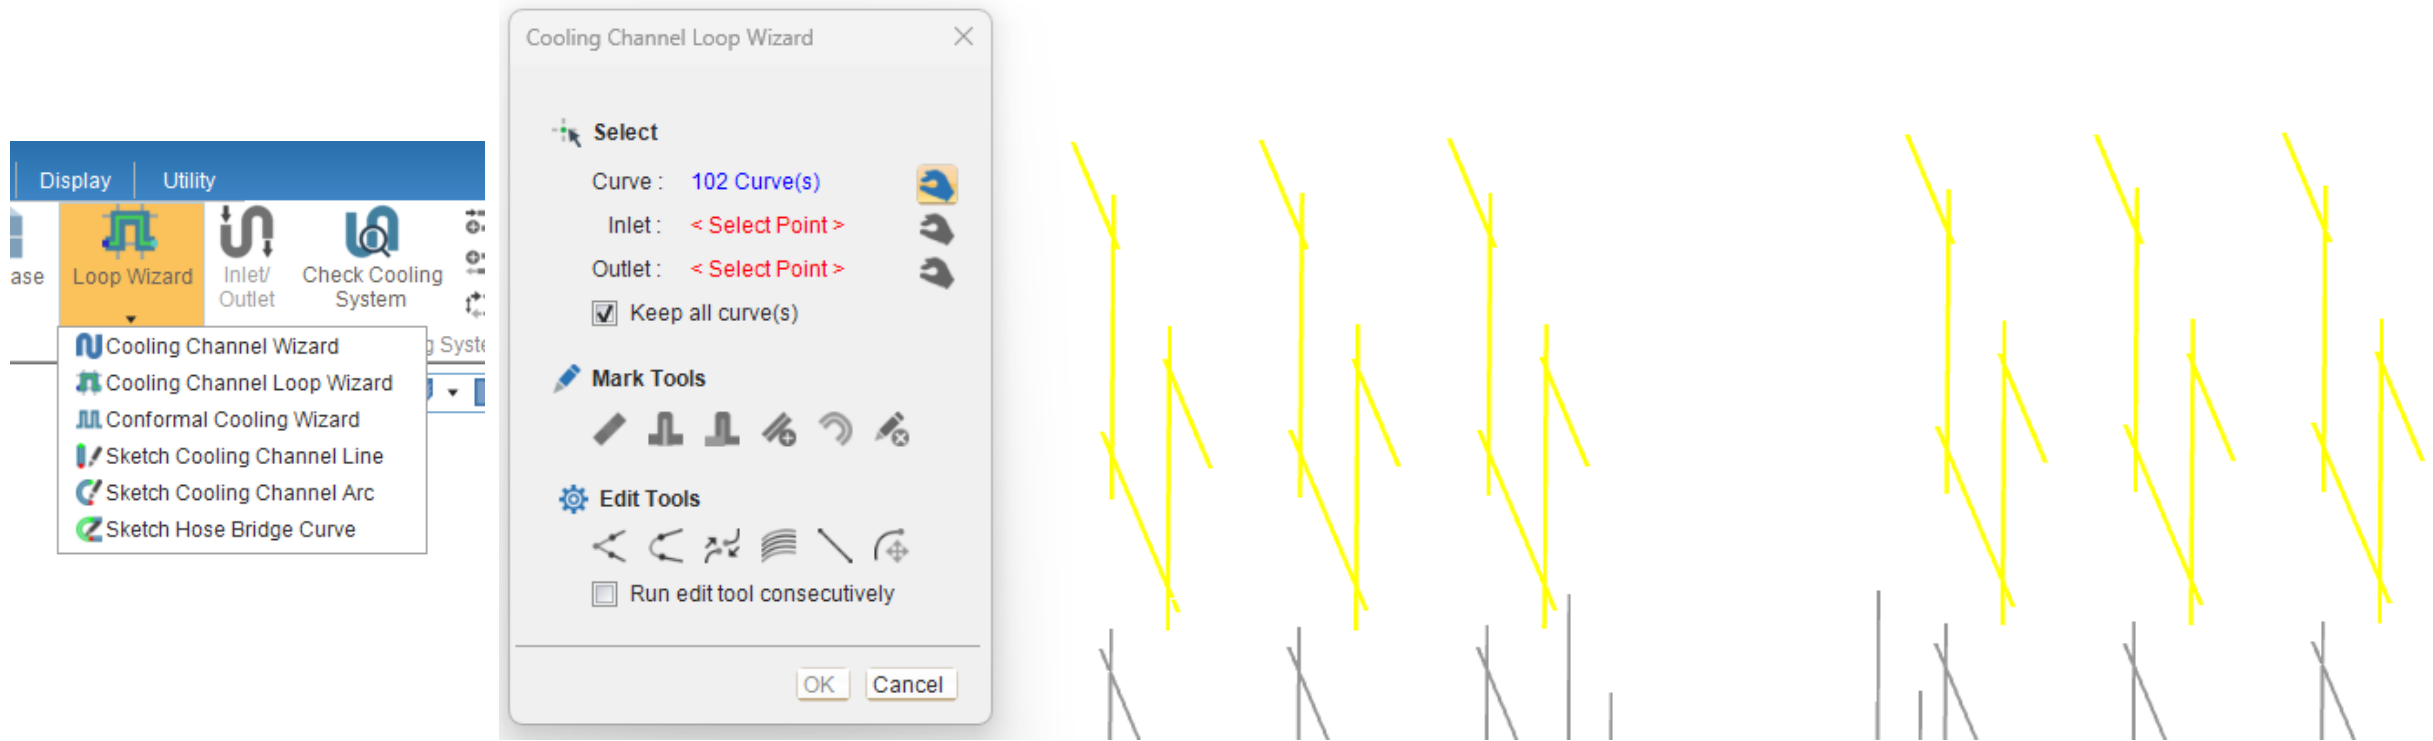 Display
Utility
ase
Loop Wizard
Inlet/
Outlet
Check Cooling
System
Cooling Channel Wizard
Cooling Channel Loop Wizard
Conformal Cooling Wizard
Sketch Cooling Channel Line
Sketch Cooling Channel Arc
Sketch Hose Bridge Curve
g Syste
Cooling Channel Loop Wizard
Select
Curve : 102 Curve(s)
Inlet : < Select Point >
Outlet : < Select Point >
Keep all curve(s)
Mark Tools
Edit Tools
Run edit tool consecutively
OK
Cancel